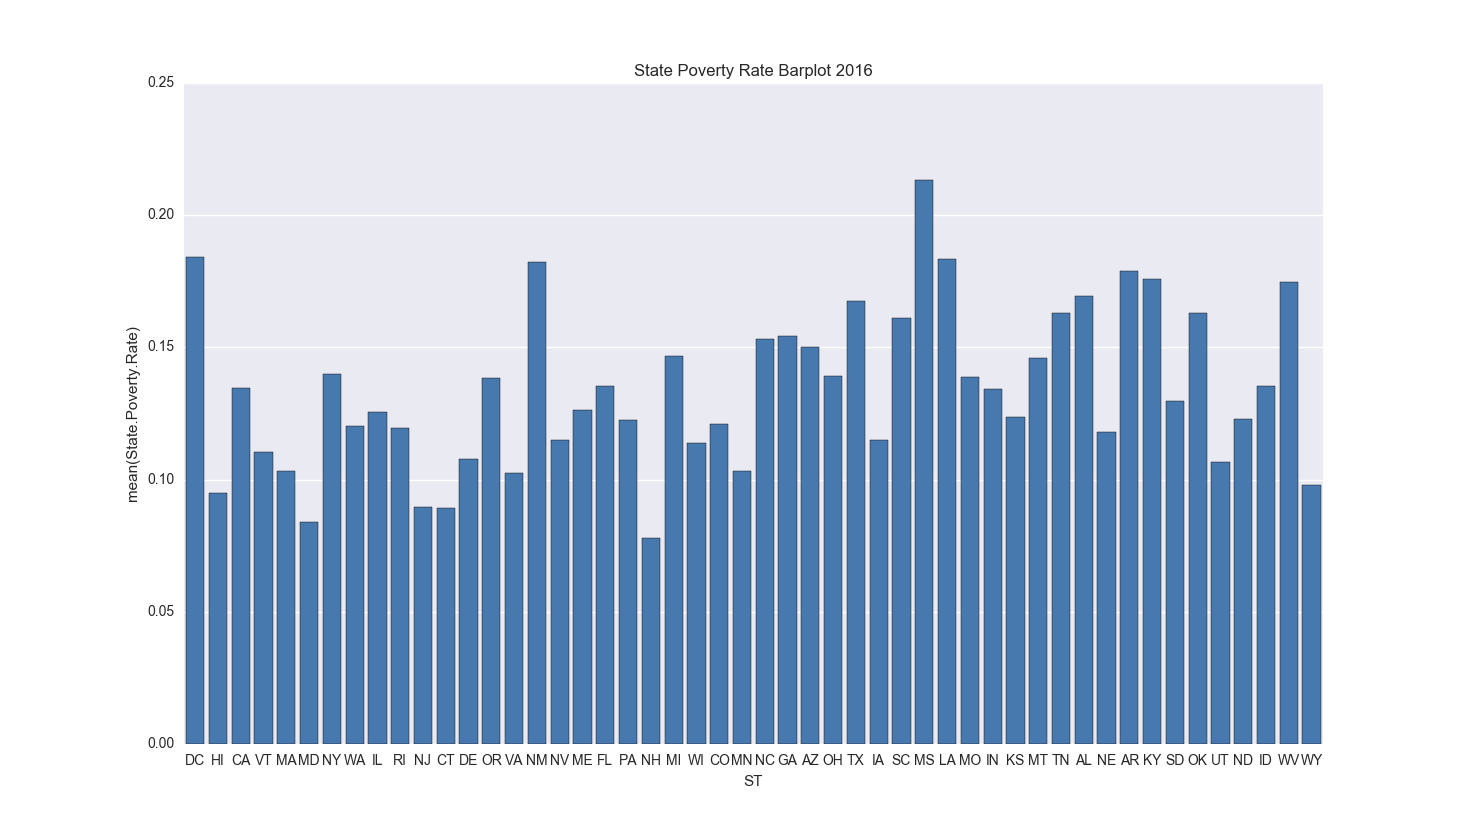 State Poverty Rate Barplot 2016
0.25
0.20
0.15
0.10
0.05
0.00
mean(State.Poverty.Rate)
DC HI CA VT MA MD NY WA IL RI NJ CT DE OR VA NM NV ME FL PA NH MI WI CO MN NC GA AZ OH TX IA SC MS LA MO IN KS MT TN AL NE AR KY SD OK UT ND ID WV WY
ST